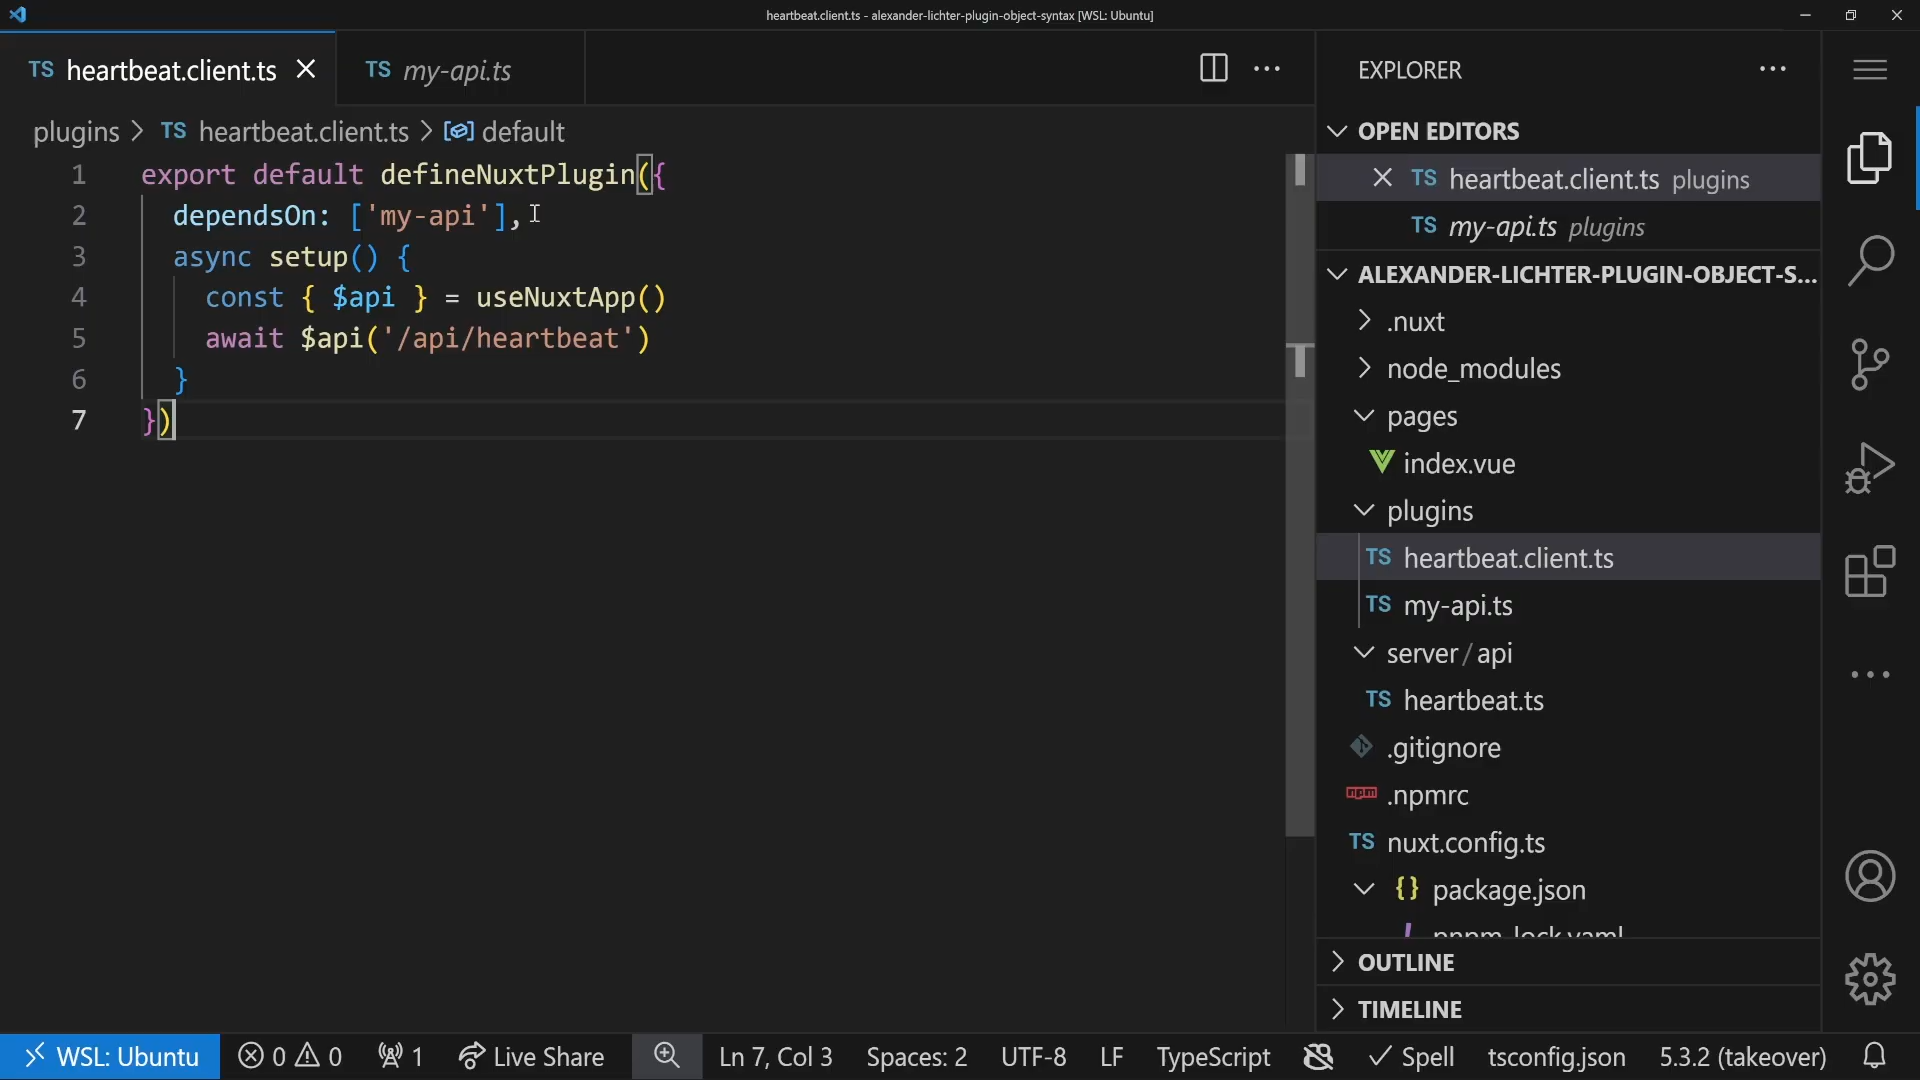 heartbeat.client.ts - alexander-lichter-plugin-object-syntax [WSL: Ubuntu]
TS heartbeat.client.ts
TS my-api.ts
plugins > TS heartbeat.client.ts > default
1 export default defineNuxtPlugin({
2 dependsOn: ['my-api'],
3 async setup() {
4 const { $api } = useNuxtApp()
5 await $api('/api/heartbeat')
6 }
7 })
EXPLORER
OPEN EDITORS
TS heartbeat.client.ts plugins
TS my-api.ts plugins
ALEXANDER-LICHTER-PLUGIN-OBJECT-S...
.nuxt
node_modules
pages
index.vue
plugins
TS heartbeat.client.ts
TS my-api.ts
server/api
TS heartbeat.ts
.gitignore
.npmrc
TS nuxt.config.ts
{} package.json
pnpm-lock.yaml
OUTLINE
TIMELINE
WSL: Ubuntu 0 0 1 Live Share Ln 7, Col 3 Spaces: 2 UTF-8 LF TypeScript Spell tsconfig.json 5.3.2 (takeover)